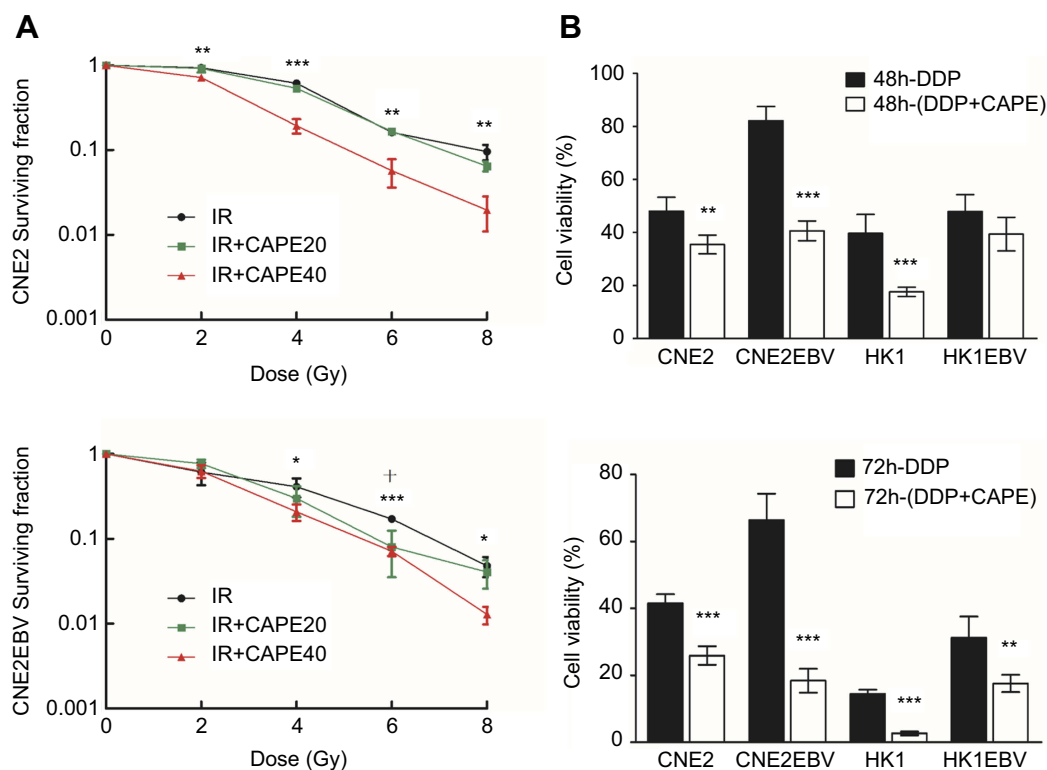 A
CNE2 Surviving fraction
1
0.1
0.01
0.001
** *** ** **
IR
IR+CAPE20
IR+CAPE40
0 2 4 6 8
Dose (Gy)
B
Cell viability (%)
100
80
60
40
20
0
48h-DDP
48h-(DDP+CAPE)
** *** ***
CNE2 CNE2EBV HK1 HK1EBV
CNE2EBV Surviving fraction
1
0.1
0.01
0.001
* + *** *
IR
IR+CAPE20
IR+CAPE40
0 2 4 6 8
Dose (Gy)
Cell viability (%)
80
60
40
20
0
72h-DDP
72h-(DDP+CAPE)
*** *** *** **
CNE2 CNE2EBV HK1 HK1EBV